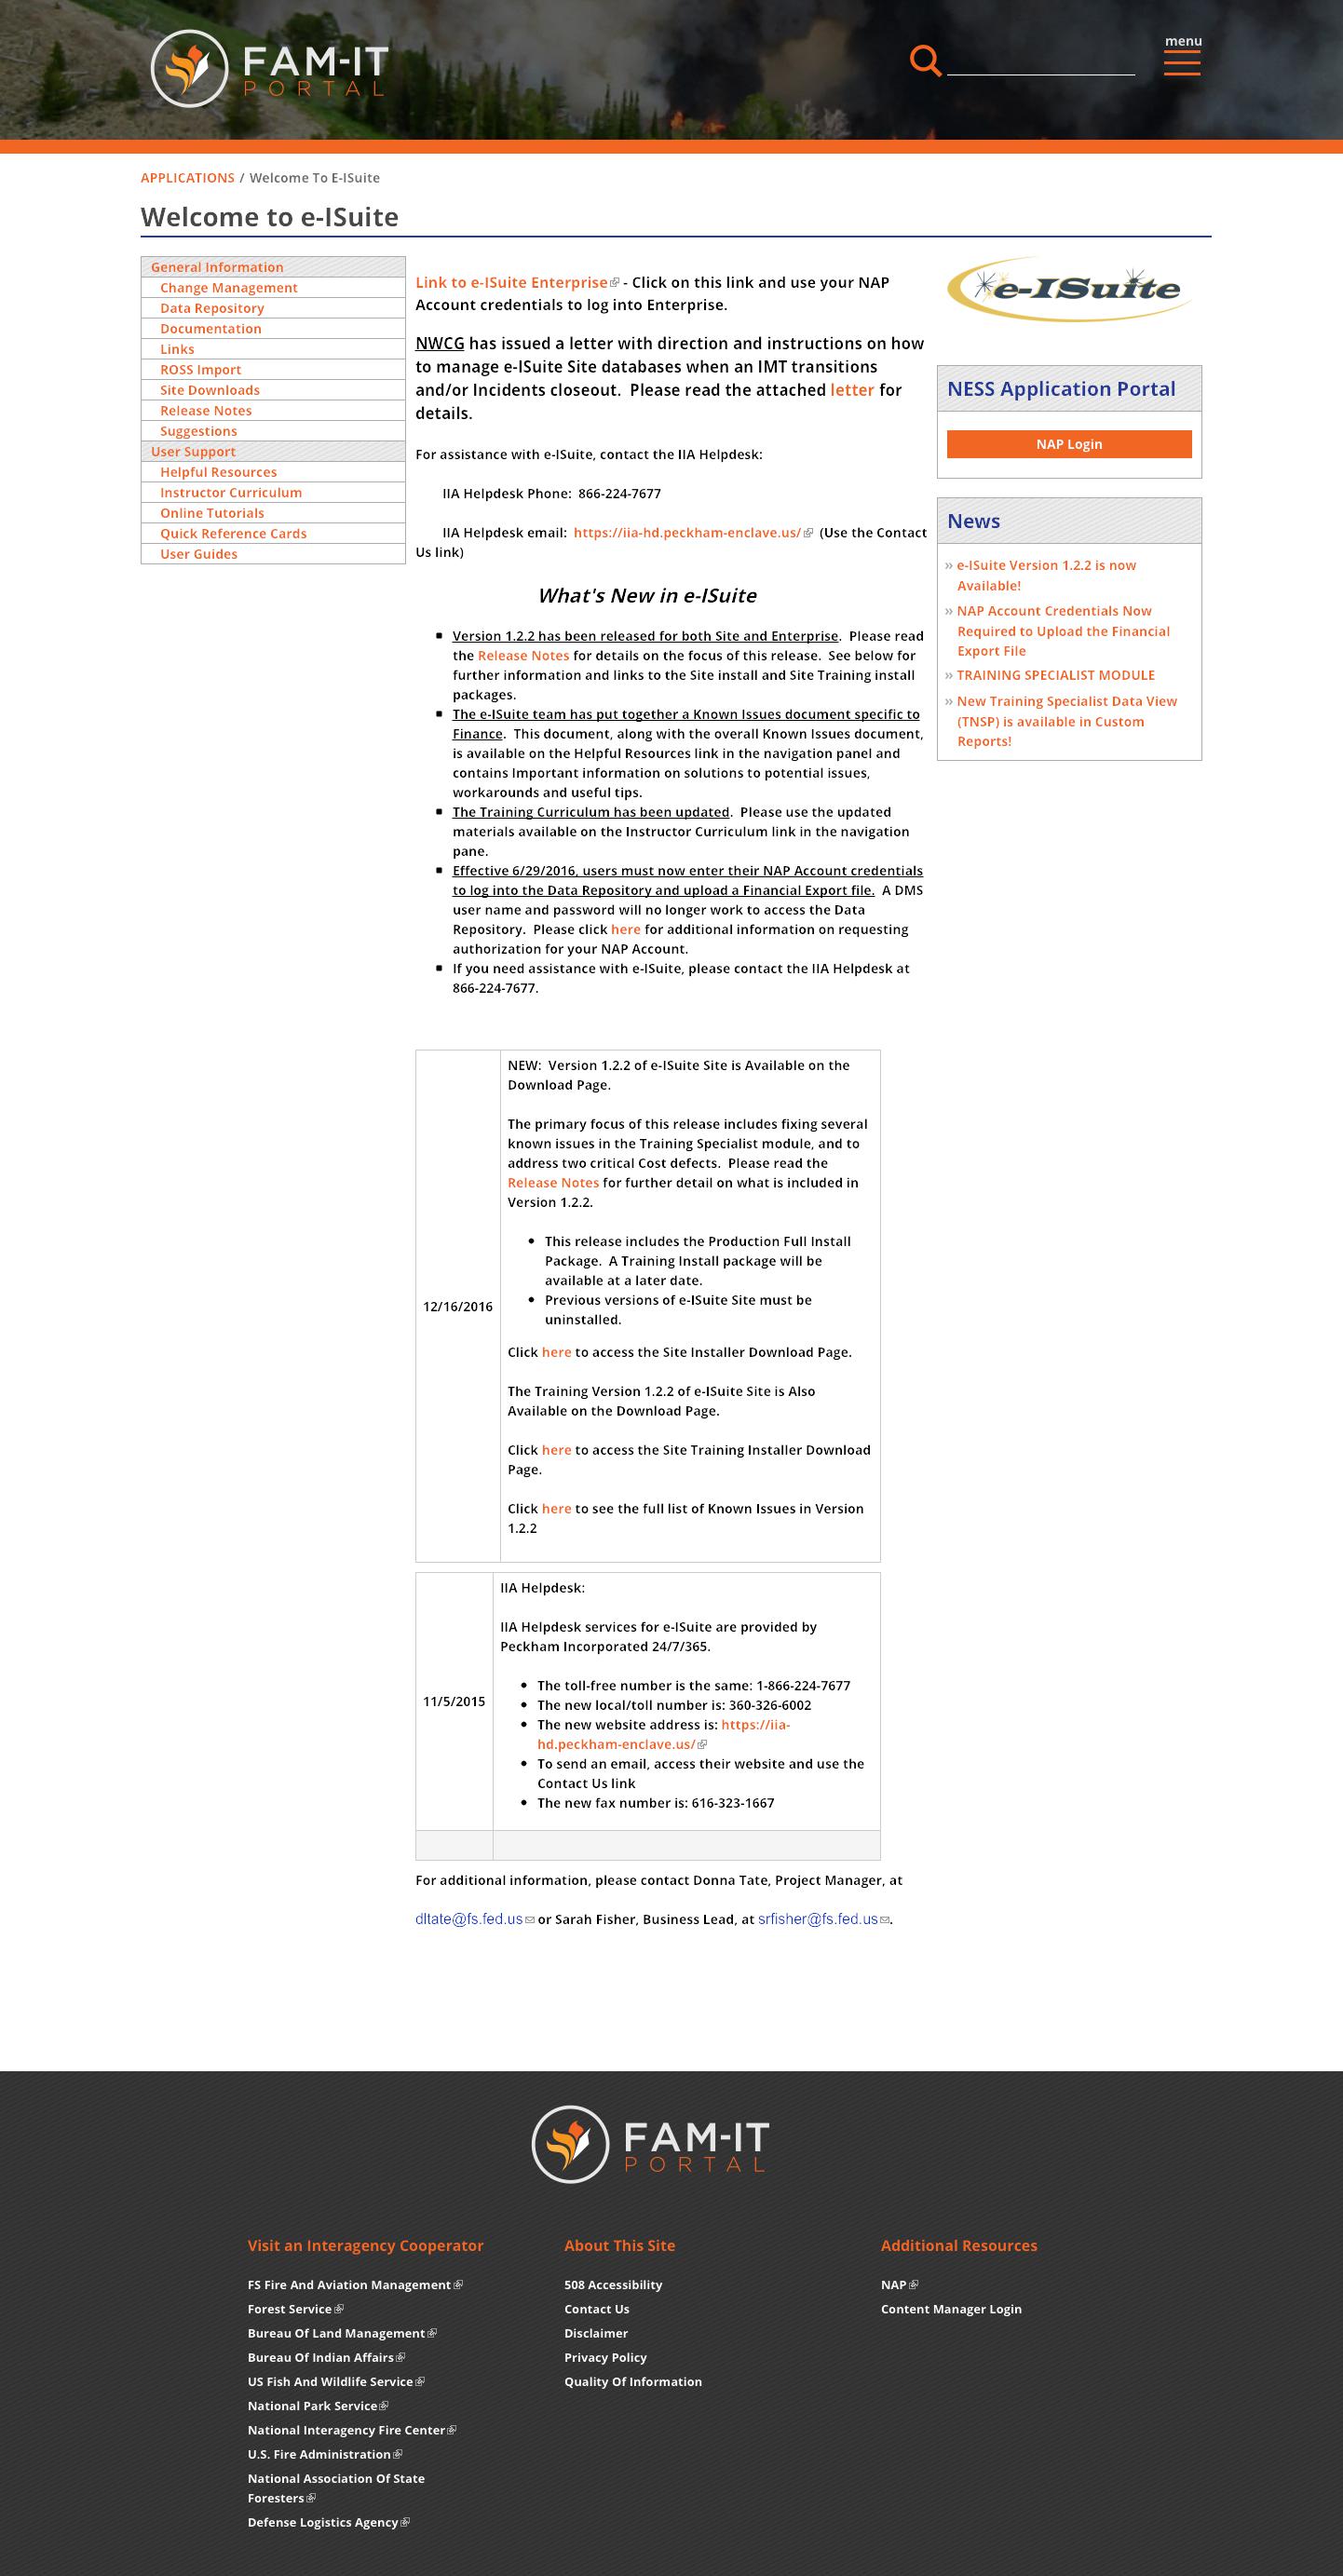 FAM-IT
PORTAL
menu
APPLICATIONS / Welcome To E-ISuite
Welcome to e-ISuite
General Information
Change Management
Data Repository
Documentation
Links
ROSS Import
Site Downloads
Release Notes
Suggestions
User Support
Helpful Resources
Instructor Curriculum
Online Tutorials
Quick Reference Cards
User Guides
Link to e-ISuite Enterprise - Click on this link and use your NAP
Account credentials to log into Enterprise.
NWCG has issued a letter with direction and instructions on how
to manage e-ISuite Site databases when an IMT transitions
and/or Incidents closeout.  Please read the attached letter for
details.
For assistance with e-ISuite, contact the IIA Helpdesk:
IIA Helpdesk Phone:  866-224-7677
IIA Helpdesk email:  https://iia-hd.peckham-enclave.us/  (Use the Contact
Us link)
What's New in e-ISuite
Version 1.2.2 has been released for both Site and Enterprise.  Please read
the Release Notes for details on the focus of this release.  See below for
further information and links to the Site install and Site Training install
packages.
The e-ISuite team has put together a Known Issues document specific to
Finance.  This document, along with the overall Known Issues document,
is available on the Helpful Resources link in the navigation panel and
contains Important information on solutions to potential issues,
workarounds and useful tips.
The Training Curriculum has been updated.  Please use the updated
materials available on the Instructor Curriculum link in the navigation
pane.
Effective 6/29/2016, users must now enter their NAP Account credentials
to log into the Data Repository and upload a Financial Export file.  A DMS
user name and password will no longer work to access the Data
Repository.  Please click here for additional information on requesting
authorization for your NAP Account.
If you need assistance with e-ISuite, please contact the IIA Helpdesk at
866-224-7677.
12/16/2016
NEW:  Version 1.2.2 of e-ISuite Site is Available on the
Download Page.
The primary focus of this release includes fixing several
known issues in the Training Specialist module, and to
address two critical Cost defects.  Please read the
Release Notes for further detail on what is included in
Version 1.2.2.
This release includes the Production Full Install
Package.  A Training Install package will be
available at a later date.
Previous versions of e-ISuite Site must be
uninstalled.
Click here to access the Site Installer Download Page.
The Training Version 1.2.2 of e-ISuite Site is Also
Available on the Download Page.
Click here to access the Site Training Installer Download
Page.
Click here to see the full list of Known Issues in Version
1.2.2
11/5/2015
IIA Helpdesk:
IIA Helpdesk services for e-ISuite are provided by
Peckham Incorporated 24/7/365.
The toll-free number is the same: 1-866-224-7677
The new local/toll number is: 360-326-6002
The new website address is: https://iia-
hd.peckham-enclave.us/
To send an email, access their website and use the
Contact Us link
The new fax number is: 616-323-1667
For additional information, please contact Donna Tate, Project Manager, at
dltate@fs.fed.us or Sarah Fisher, Business Lead, at srfisher@fs.fed.us.
e-ISuite
NESS Application Portal
NAP Login
News
» e-ISuite Version 1.2.2 is now
Available!
» NAP Account Credentials Now
Required to Upload the Financial
Export File
» TRAINING SPECIALIST MODULE
» New Training Specialist Data View
(TNSP) is available in Custom
Reports!
FAM-IT
PORTAL
Visit an Interagency Cooperator
FS Fire And Aviation Management
Forest Service
Bureau Of Land Management
Bureau Of Indian Affairs
US Fish And Wildlife Service
National Park Service
National Interagency Fire Center
U.S. Fire Administration
National Association Of State
Foresters
Defense Logistics Agency
About This Site
508 Accessibility
Contact Us
Disclaimer
Privacy Policy
Quality Of Information
Additional Resources
NAP
Content Manager Login